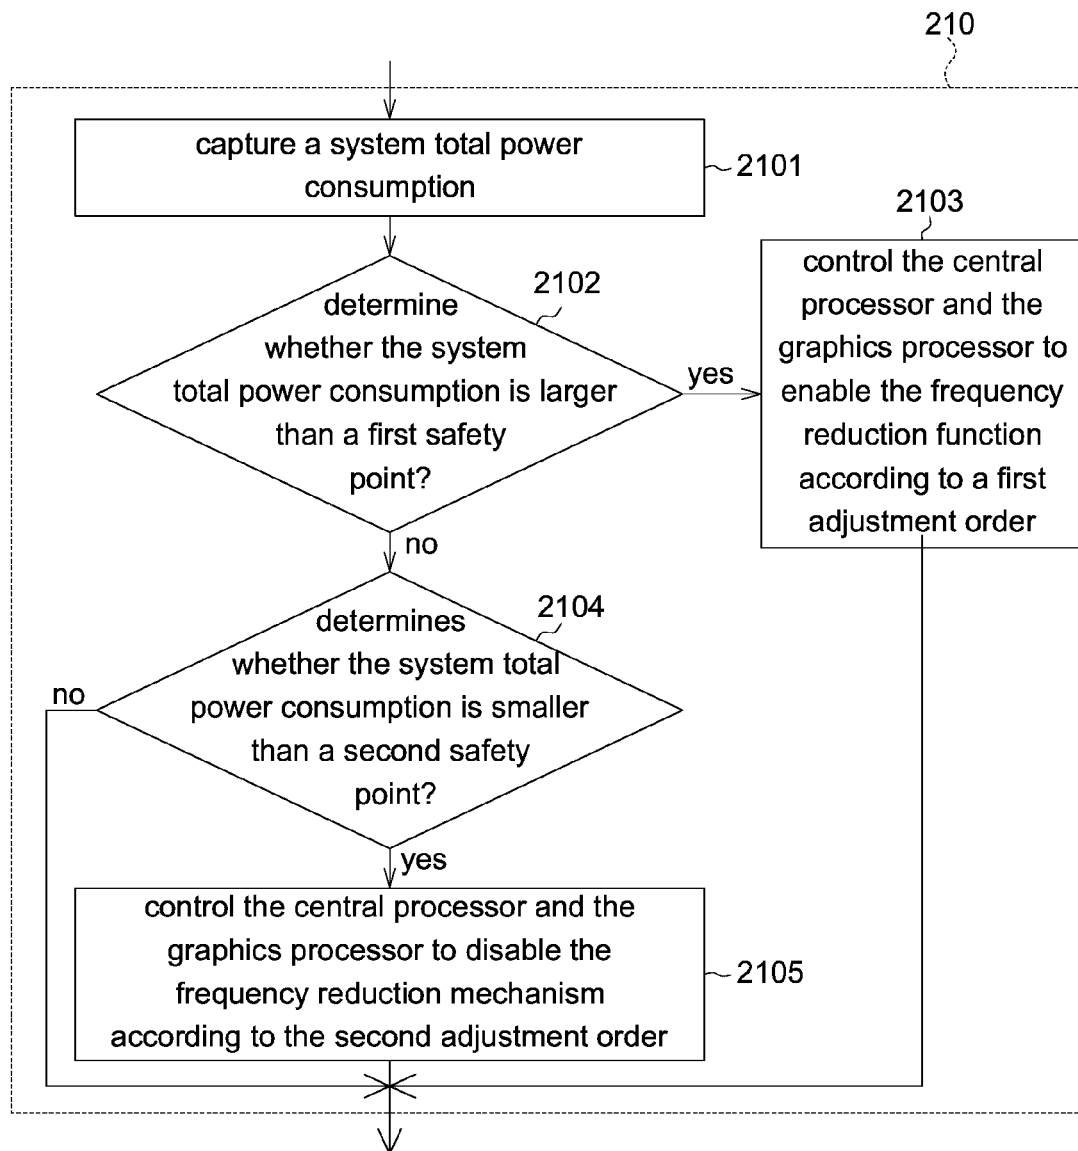 210
capture a system total power
consumption
2101
2103
control the central
processor and the
graphics processor to
enable the frequency
reduction function
according to a first
adjustment order
2102
determine
whether the system
total power consumption is larger
than a first safety
point?
yes
no
2104
determines
whether the system total
power consumption is smaller
than a second safety
point?
no
yes
control the central processor and the
graphics processor to disable the
frequency reduction mechanism
according to the second adjustment order
2105